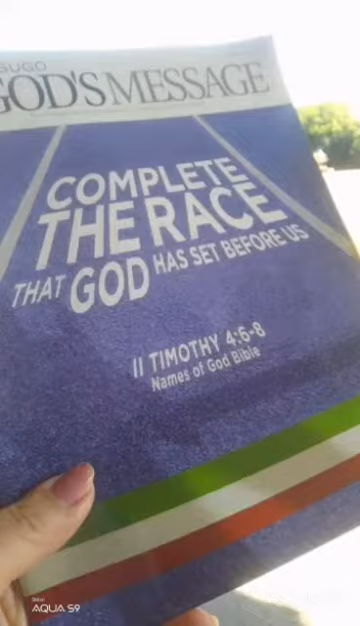 SUGO
GOD'S MESSAGE
COMPLETE
THE RACE
THAT GOD HAS SET BEFORE US
II TIMOTHY 4:6-8
Names of God Bible
AQUA S9